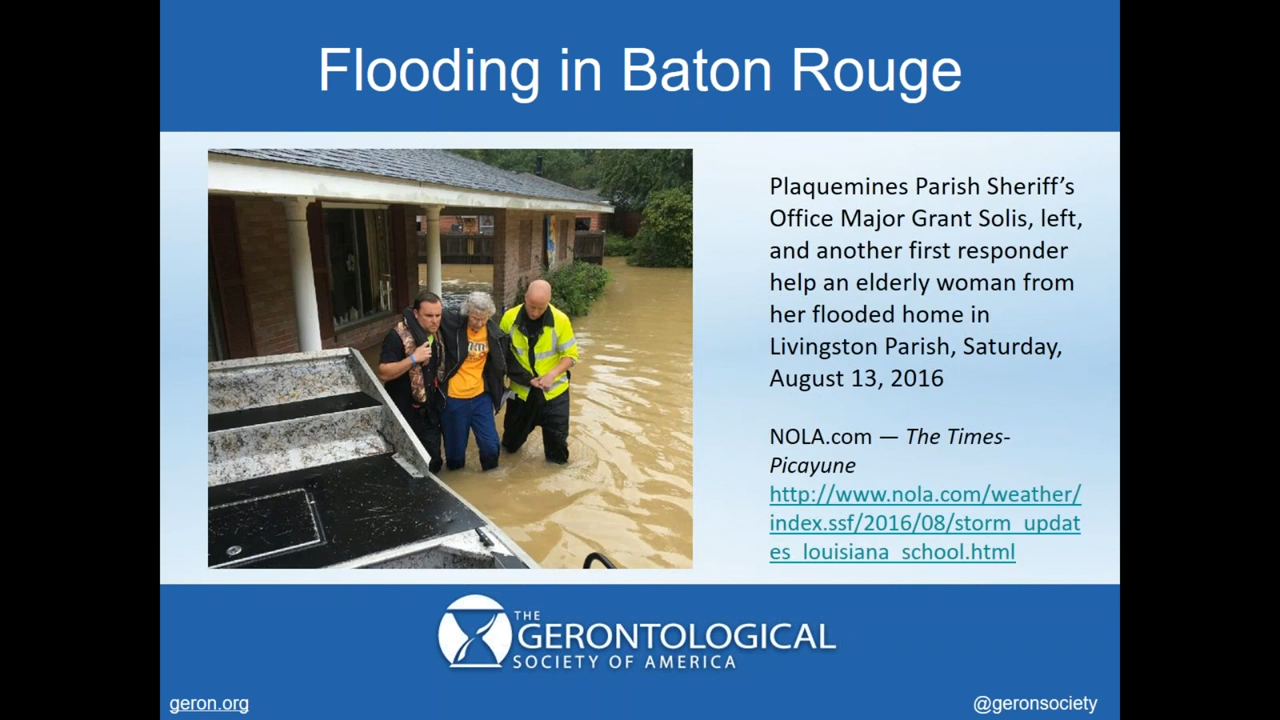 Flooding in Baton Rouge
Plaquemines Parish Sheriff’s
Office Major Grant Solis, left,
and another first responder
help an elderly woman from
her flooded home in
Livingston Parish, Saturday,
August 13, 2016
NOLA.com — The Times-
Picayune
http://www.nola.com/weather/
index.ssf/2016/08/storm_updat
es_louisiana_school.html
THE
GERONTOLOGICAL
SOCIETY OF AMERICA
geron.org
@geronsociety